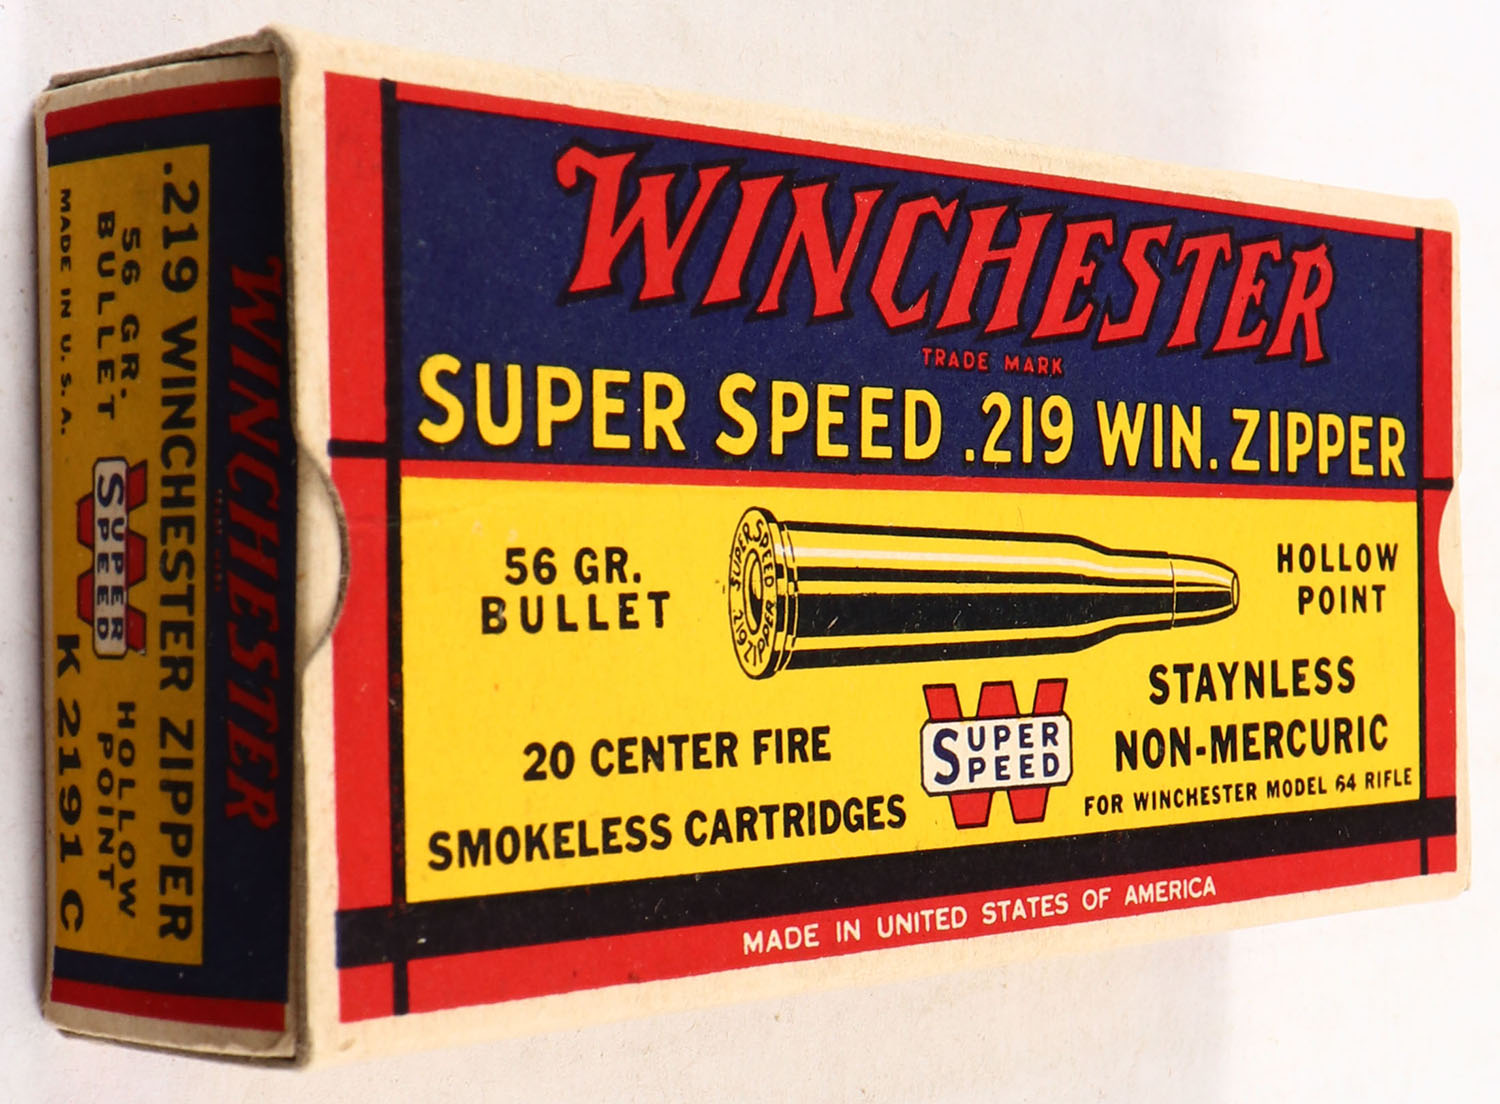 WINCHESTER
TRADE MARK
SUPER SPEED .219 WIN. ZIPPER
56 GR.
BULLET
SUPER SPEED
219 ZIPPER
HOLLOW
POINT
20 CENTER FIRE
SMOKELESS CARTRIDGES
W
SUPER
SPEED
STAYNLESS
NON-MERCURIC
FOR WINCHESTER MODEL 64 RIFLE
MADE IN UNITED STATES OF AMERICA
WINCHESTER
.219 WINCHESTER ZIPPER
56 GR.
BULLET
W
SUPER
SPEED
HOLLOW
POINT
MADE IN U.S.A.
K 2191 C